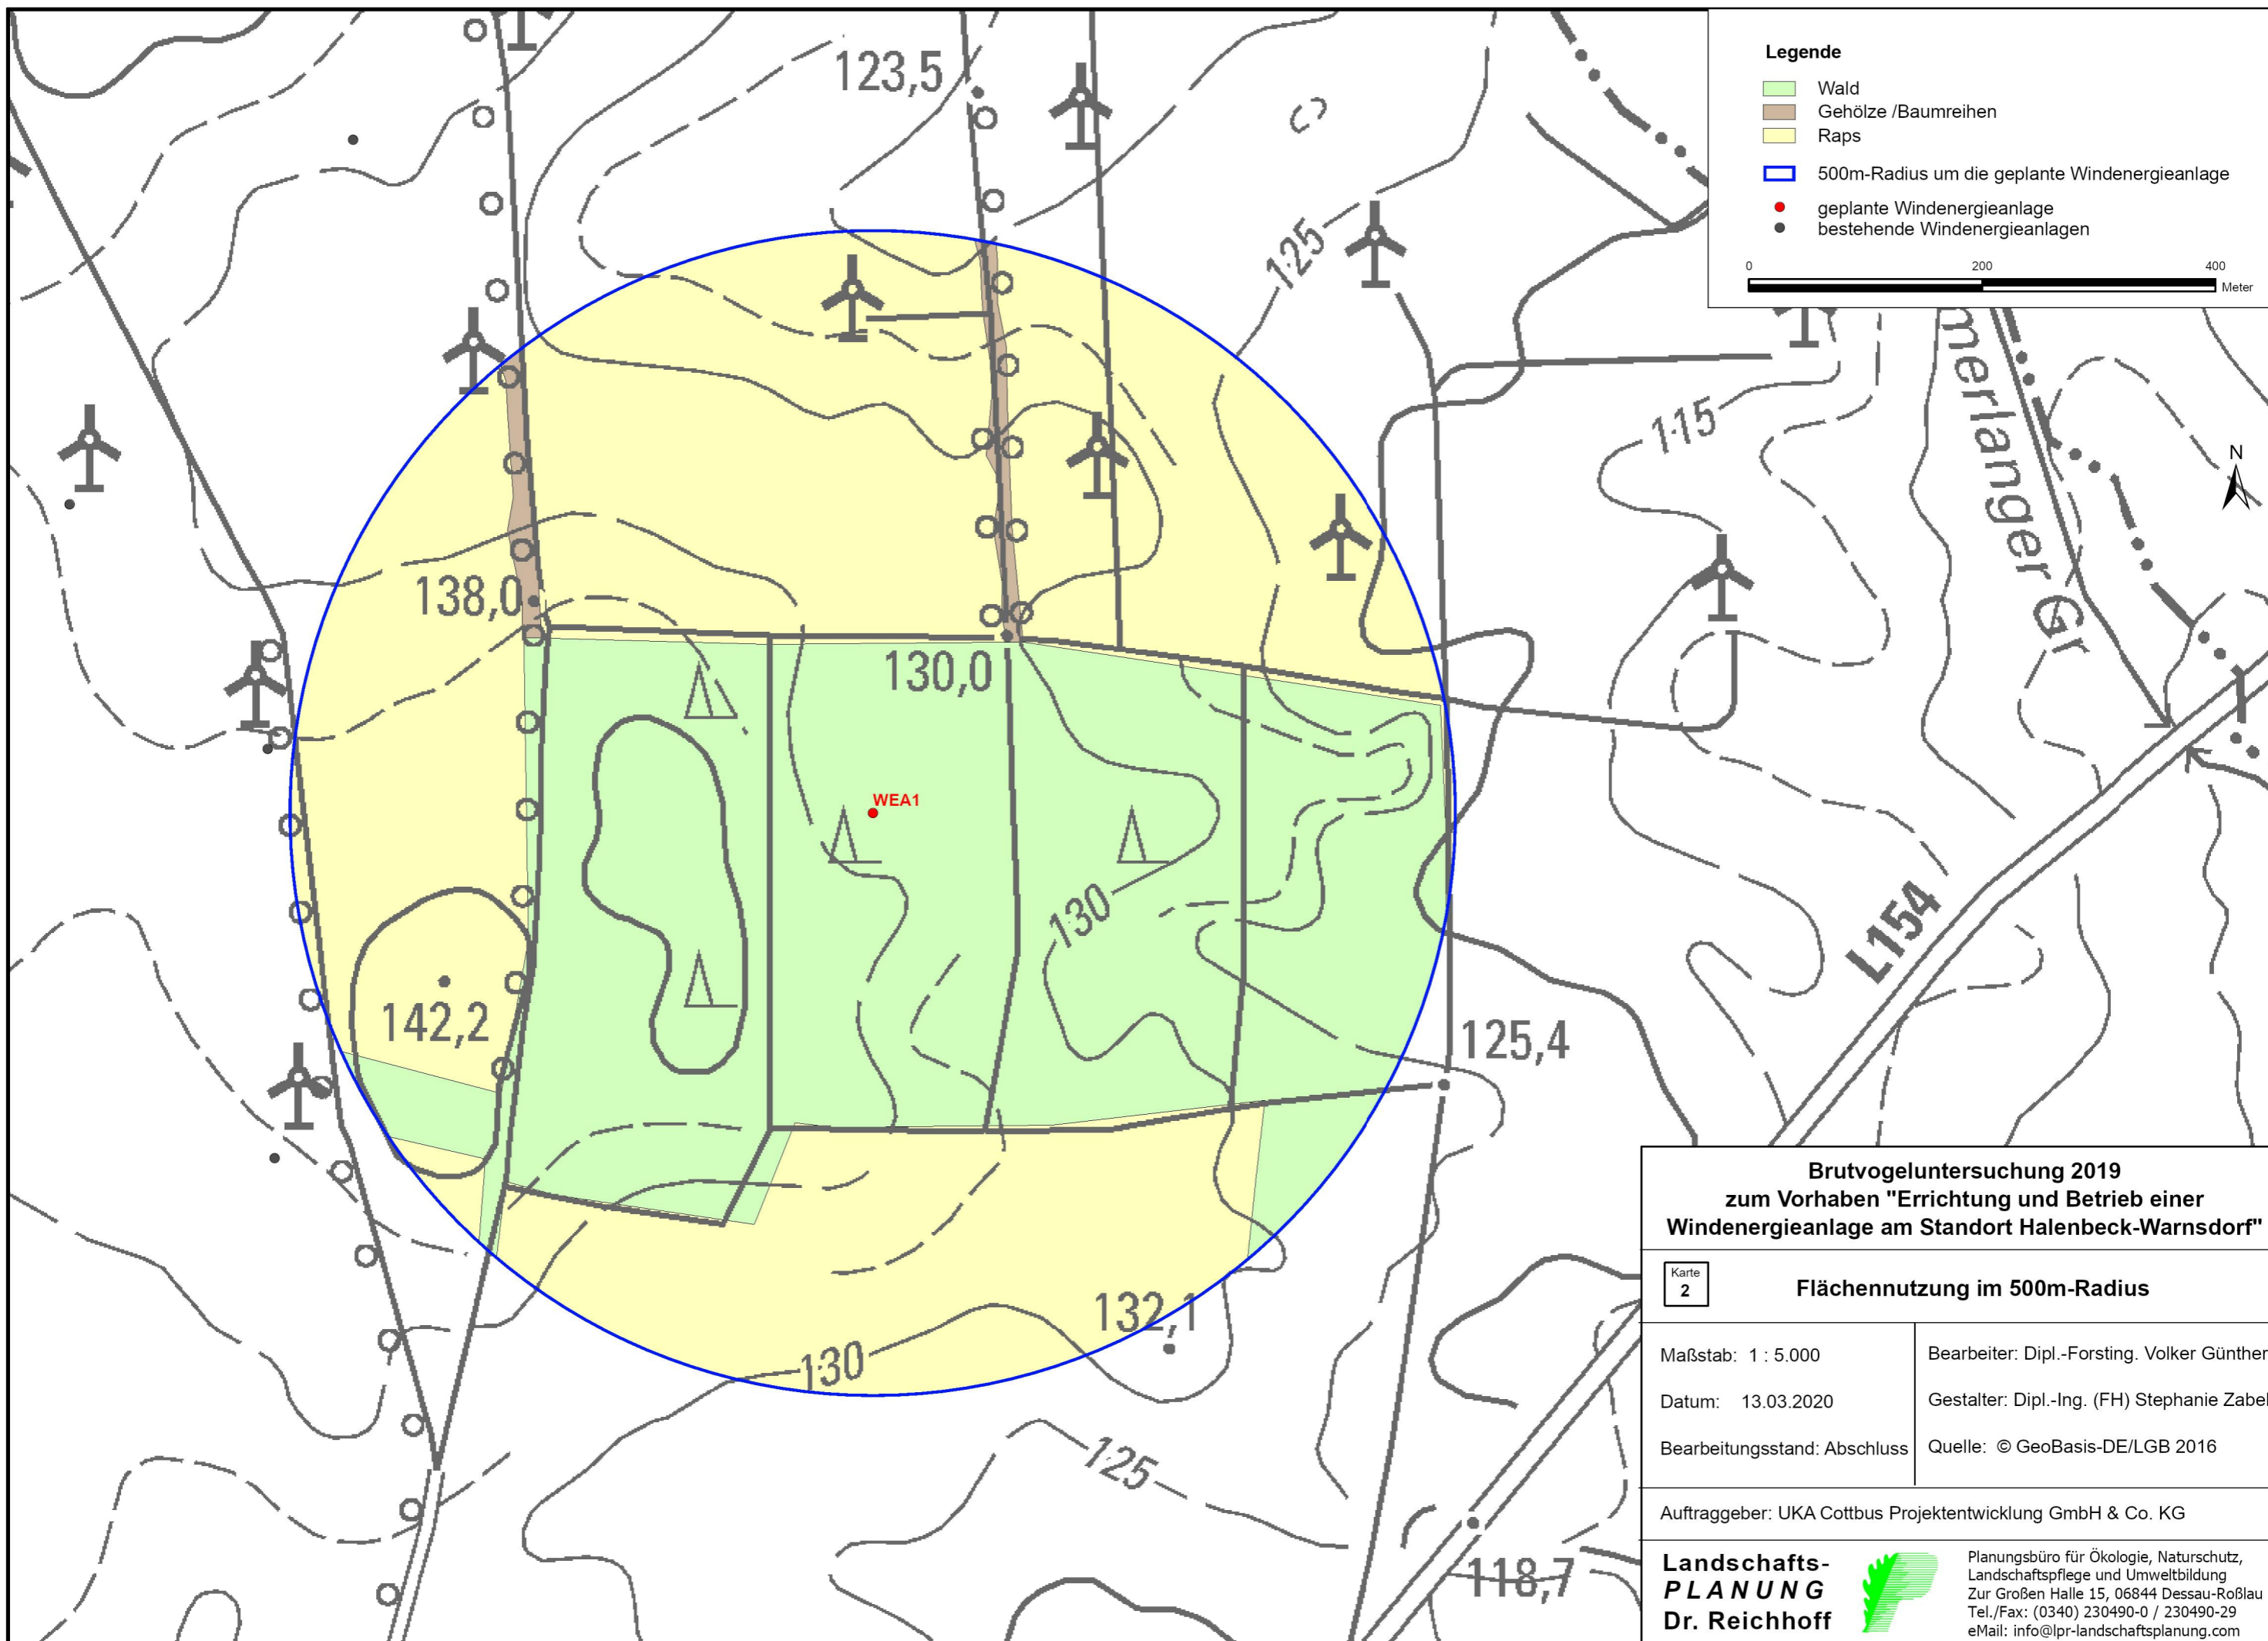 123,5
125
115
merlanger Gr
138,0
130,0
WEA1
130
142,2
125,4
L154
132,1
130
125
118,7
Legende
Wald
Gehölze /Baumreihen
Raps
500m-Radius um die geplante Windenergieanlage
geplante Windenergieanlage
bestehende Windenergieanlagen
0 200 400
Meter
N
Brutvogeluntersuchung 2019
zum Vorhaben "Errichtung und Betrieb einer
Windenergieanlage am Standort Halenbeck-Warnsdorf"
Karte
2
Flächennutzung im 500m-Radius
Maßstab: 1 : 5.000
Datum: 13.03.2020
Bearbeitungsstand: Abschluss
Bearbeiter: Dipl.-Forsting. Volker Günther
Gestalter: Dipl.-Ing. (FH) Stephanie Zabel
Quelle: © GeoBasis-DE/LGB 2016
Auftraggeber: UKA Cottbus Projektentwicklung GmbH & Co. KG
Landschafts-
PLANUNG
Dr. Reichhoff
Planungsbüro für Ökologie, Naturschutz,
Landschaftspflege und Umweltbildung
Zur Großen Halle 15, 06844 Dessau-Roßlau
Tel./Fax: (0340) 230490-0 / 230490-29
eMail: info@lpr-landschaftsplanung.com